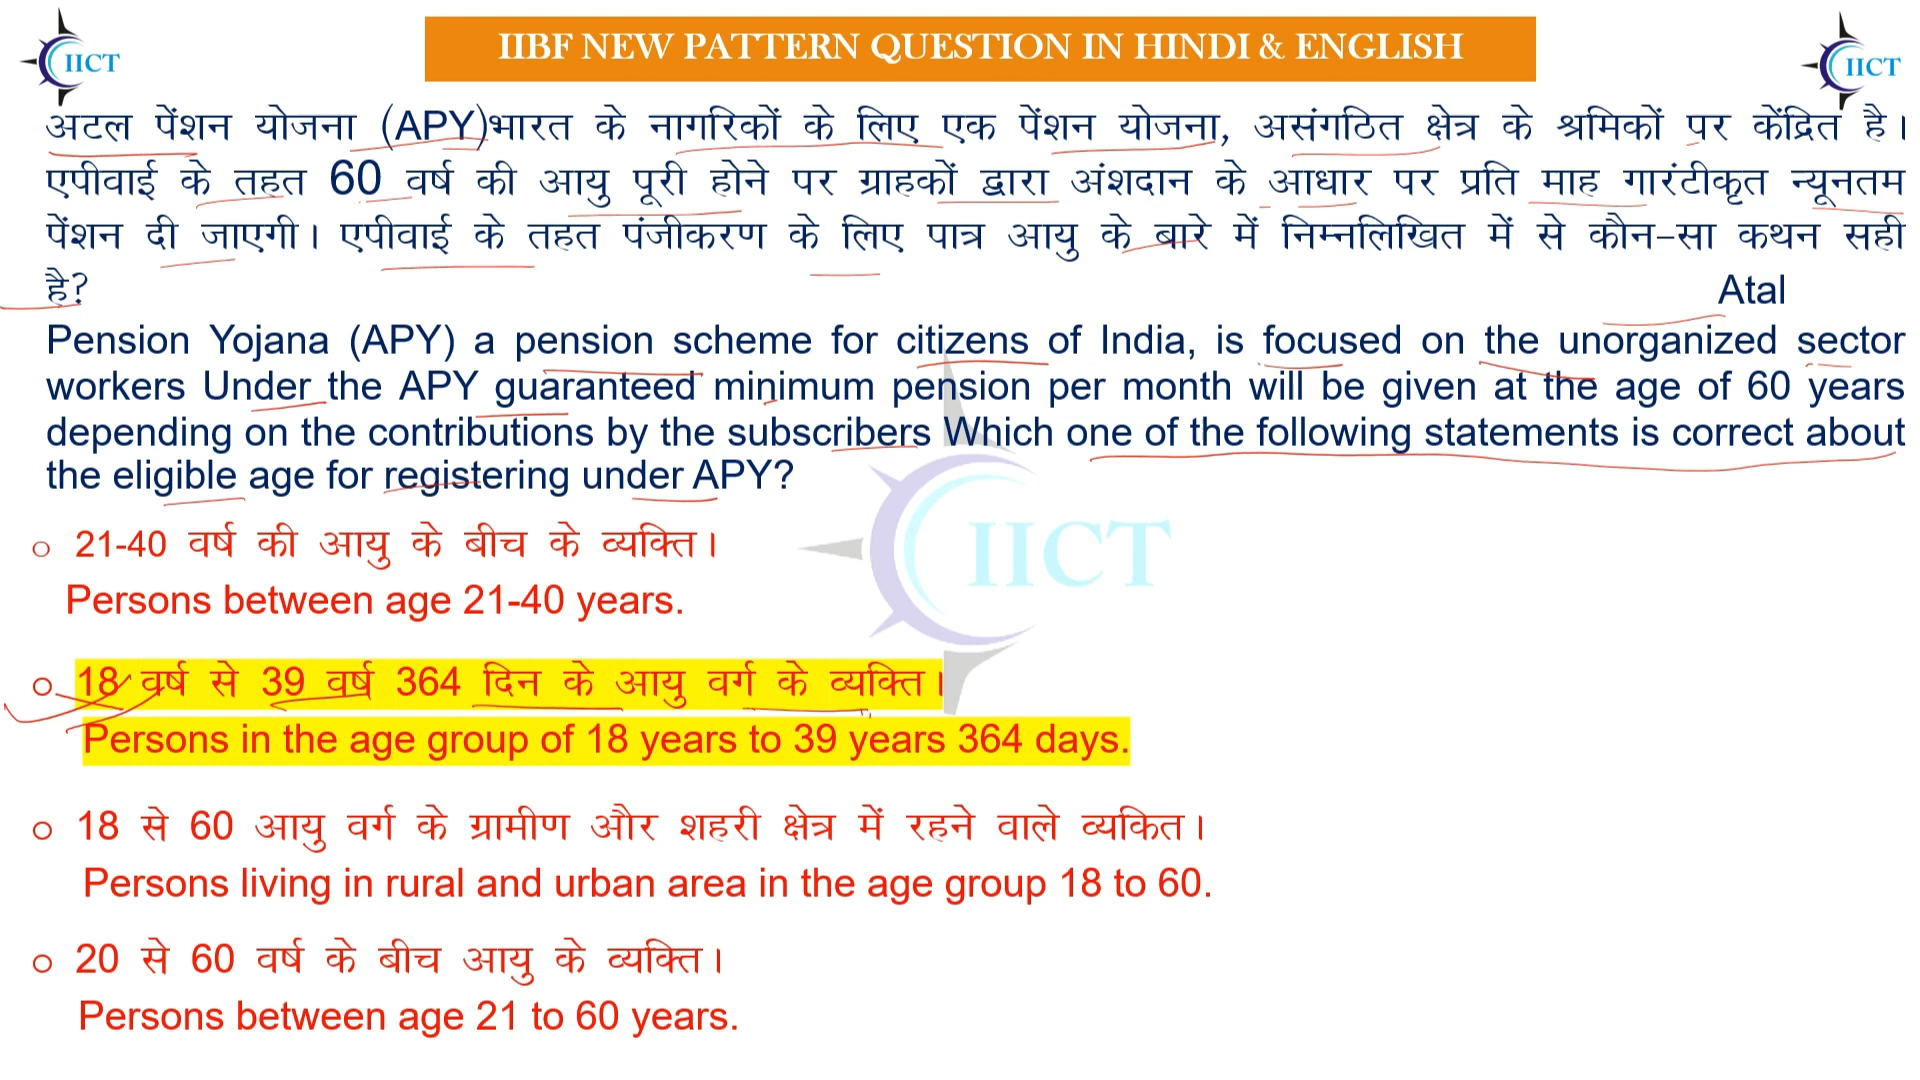 IICT
IIBF NEW PATTERN QUESTION IN HINDI & ENGLISH
IICT
अटल पेंशन योजना (APY)भारत के नागरिकों के लिए एक पेंशन योजना, असंगठित क्षेत्र के श्रमिकों पर केंद्रित है।
एपीवाई के तहत 60 वर्ष की आयु पूरी होने पर ग्राहकों द्वारा अंशदान के आधार पर प्रति माह गारंटीकृत न्यूनतम
पेंशन दी जाएगी। एपीवाई के तहत पंजीकरण के लिए पात्र आयु के बारे में निम्नलिखित में से कौन–सा कथन सही
है? Atal
Pension Yojana (APY) a pension scheme for citizens of India, is focused on the unorganized sector
workers Under the APY guaranteed minimum pension per month will be given at the age of 60 years
depending on the contributions by the subscribers Which one of the following statements is correct about
the eligible age for registering under APY?
IICT
o 21-40 वर्ष की आयु के बीच के व्यक्ति।
Persons between age 21-40 years.
o 18 वर्ष से 39 वर्ष 364 दिन के आयु वर्ग के व्यक्ति।
Persons in the age group of 18 years to 39 years 364 days.
o 18 से 60 आयु वर्ग के ग्रामीण और शहरी क्षेत्र में रहने वाले व्यकित।
Persons living in rural and urban area in the age group 18 to 60.
o 20 से 60 वर्ष के बीच आयु के व्यक्ति।
Persons between age 21 to 60 years.